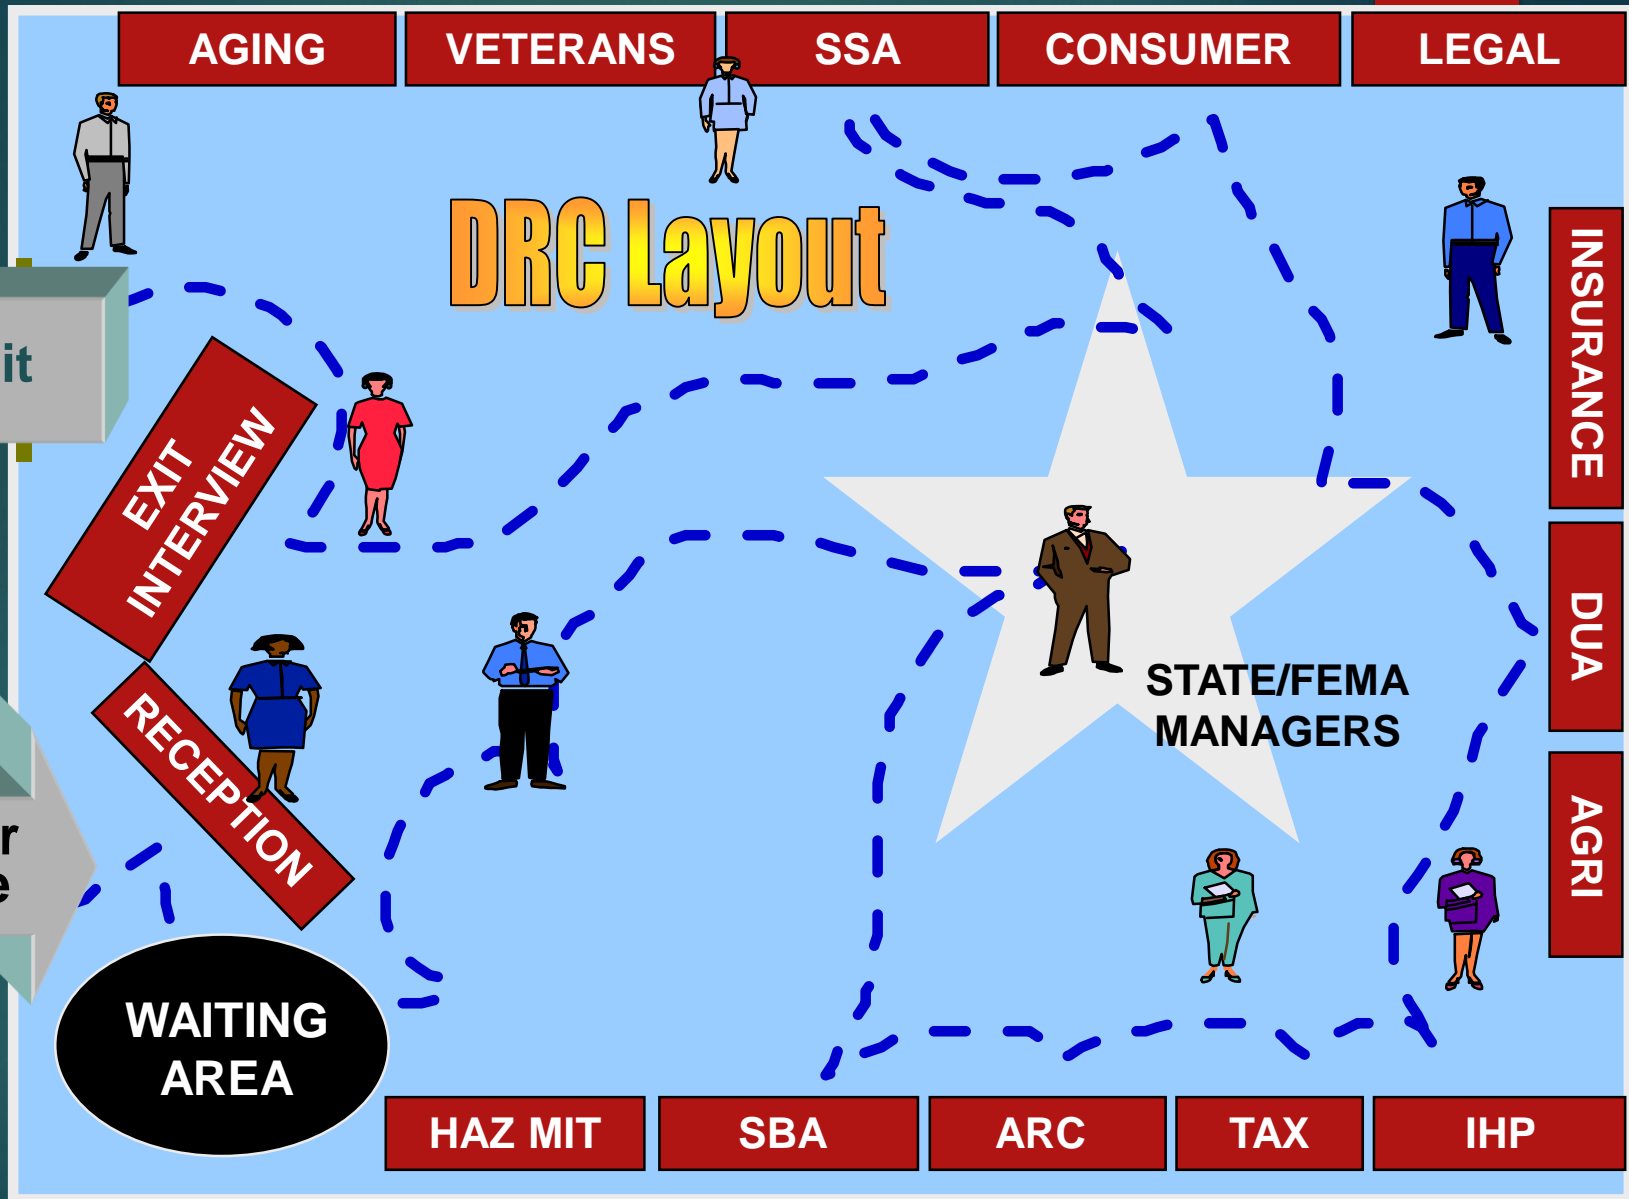 AGING
VETERANS
SSA
CONSUMER
LEGAL
DRC Layout
INSURANCE
it
EXIT
INTERVIEW
DUA
STATE/FEMA
MANAGERS
RECEPTION
AGRI
r
e
WAITING
AREA
HAZ MIT
SBA
ARC
TAX
IHP